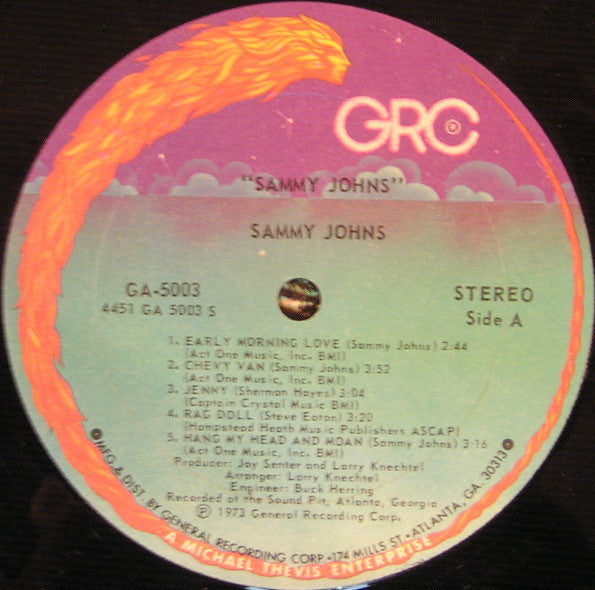 GRC®
"SAMMY JOHNS"
SAMMY JOHNS
GA-5003
4451 GA 5003 S
STEREO
Side A
1. EARLY MORNING LOVE (Sammy Johns) 2:44
(Act One Music, Inc. BMI)
2. CHEVY VAN (Sammy Johns) 3:52
(Act One Music, Inc. BMI)
3. JENNY (Sherman Hayes) 3:04
(Captain Crystal Music BMI)
4. RAG DOLL (Steve Eaton) 3:20
(Hampstead Heath Music Publishers ASCAP)
5. HANG MY HEAD AND MOAN (Sammy Johns) 3:16
(Act One Music, Inc. BMI)
Producer: Jay Senter and Larry Knechtel
Arranger: Larry Knechtel
Engineer: Buck Herring
Recorded at the Sound Pit, Atlanta, Georgia
℗ 1973 General Recording Corp.
MFG & DIST. BY GENERAL RECORDING CORP.•174 MILLS ST.•ATLANTA, GA. 30313
A MICHAEL THEVIS ENTERPRISE